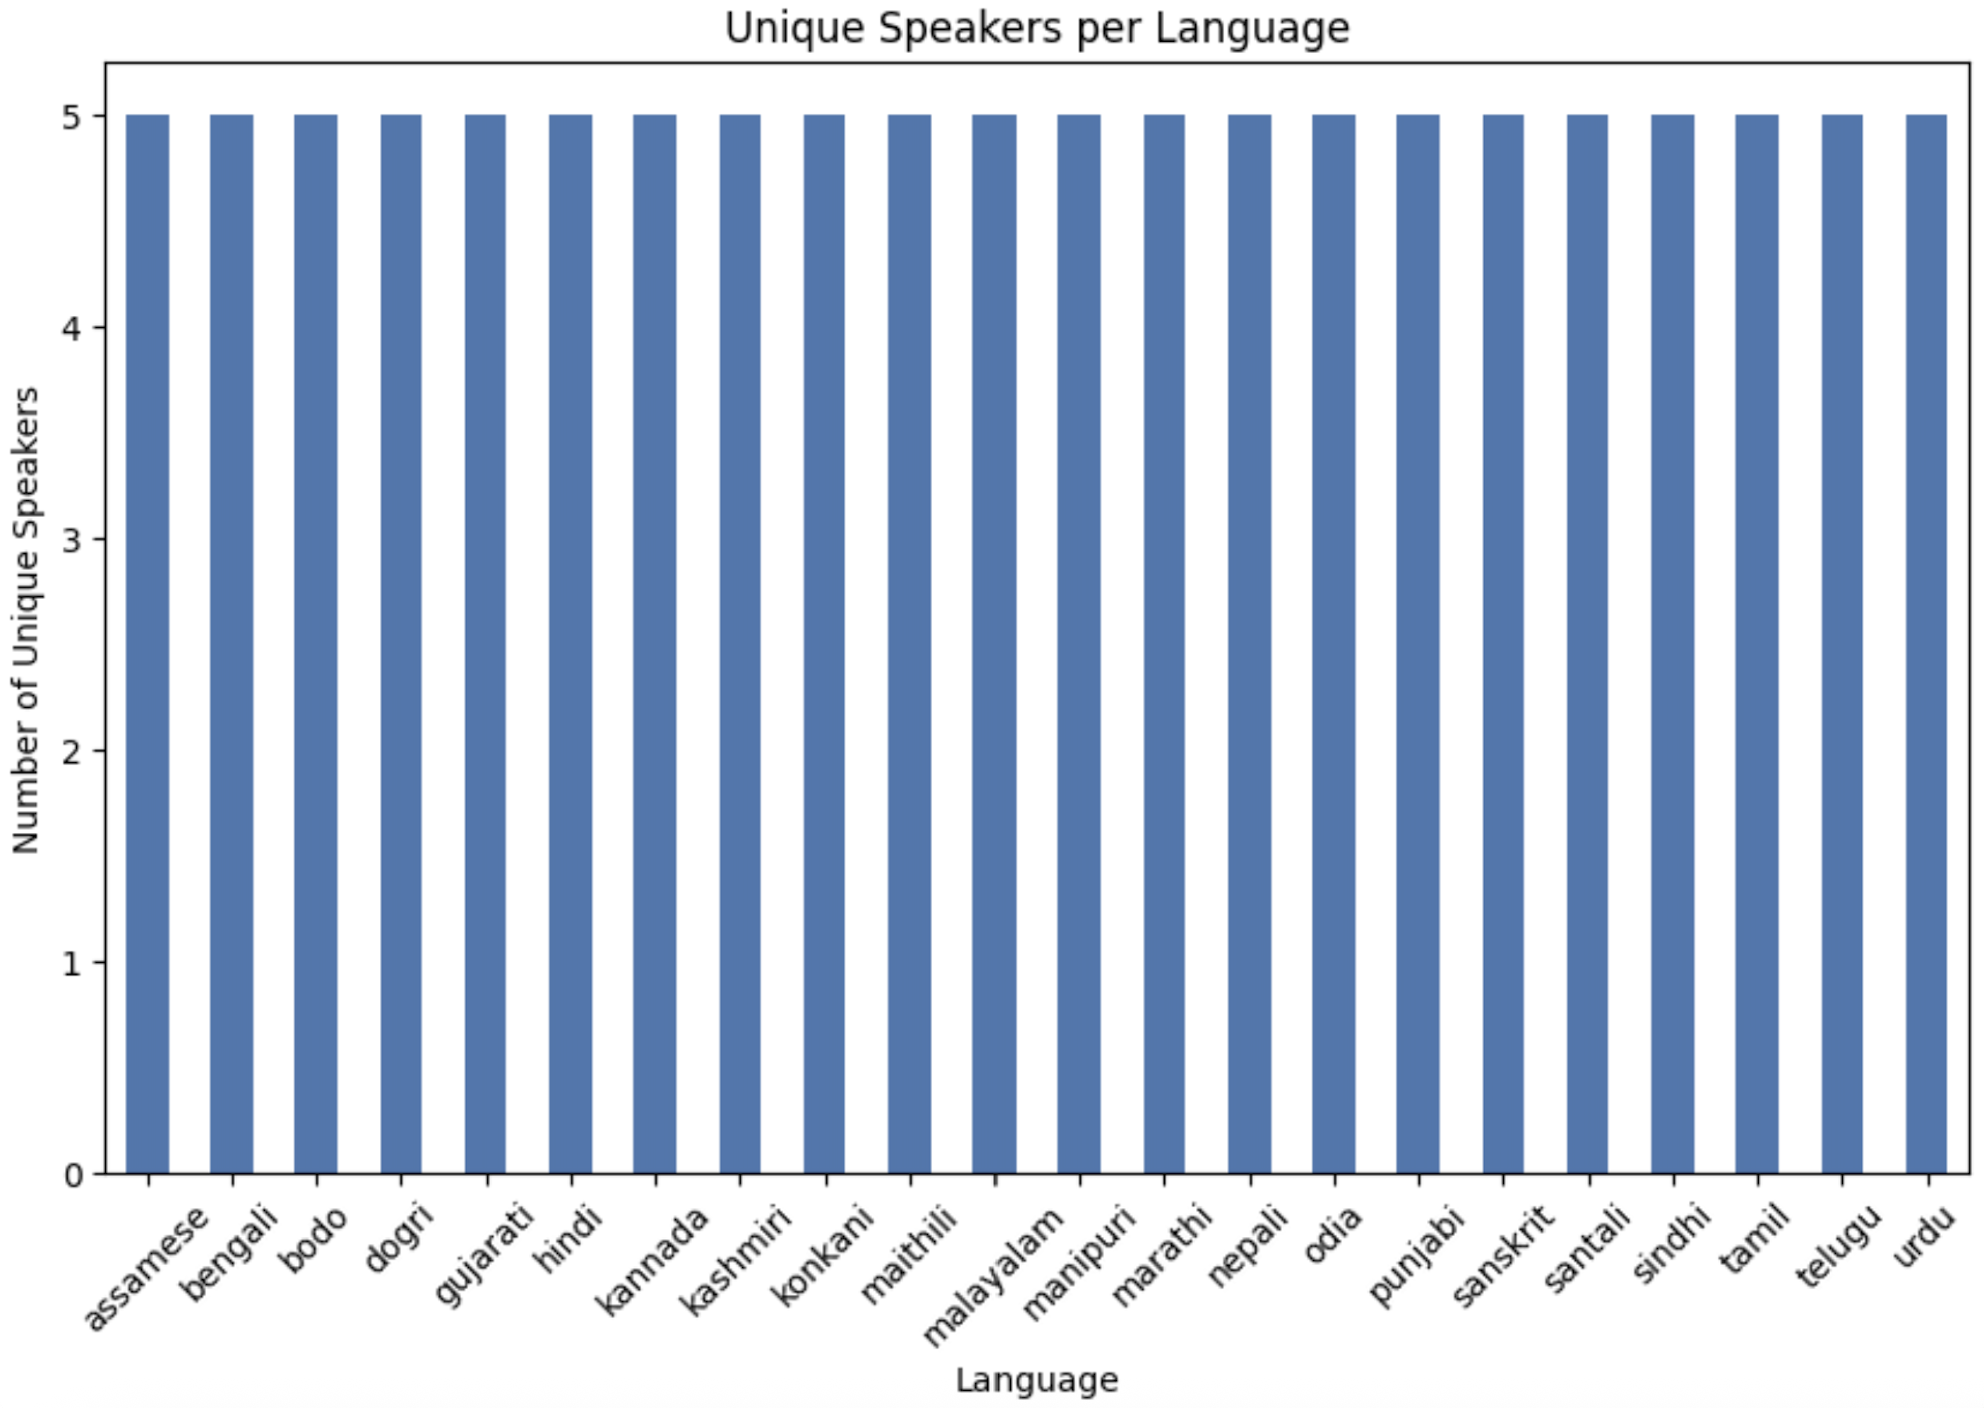 Unique Speakers per Language
Number of Unique Speakers
5
4
3
2
1
0
assamese
bengali
bodo
dogri
gujarati
hindi
kannada
kashmiri
konkani
maithili
malayalam
manipuri
marathi
nepali
odia
punjabi
sanskrit
santali
sindhi
tamil
telugu
urdu
Language